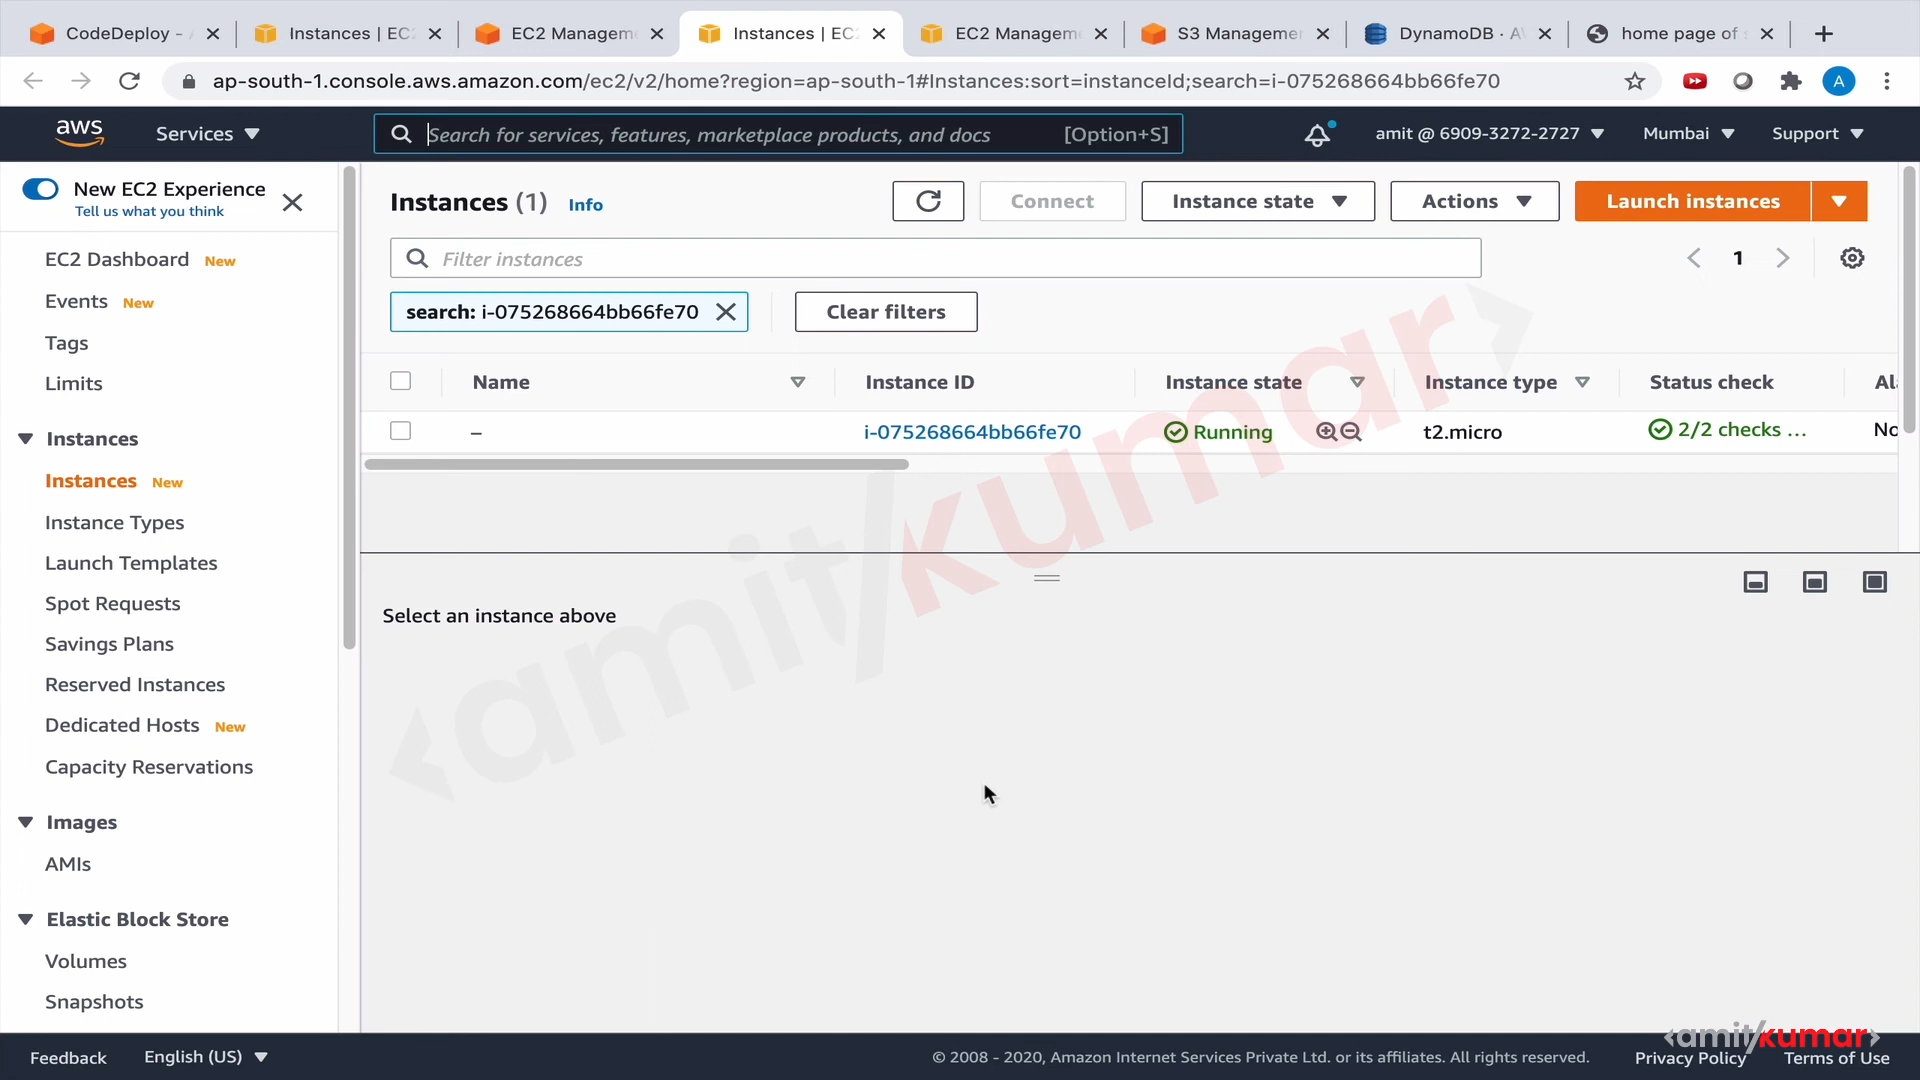 CodeDeploy - A
Instances | EC2
EC2 Managem
Instances | EC2
EC2 Managem
S3 Managemen
DynamoDB · AW
home page of s
ap-south-1.console.aws.amazon.com/ec2/v2/home?region=ap-south-1#Instances:sort=instanceId;search=i-075268664bb66fe70
A
aws
Services
Search for services, features, marketplace products, and docs
[Option+S]
amit @ 6909-3272-2727
Mumbai
Support
New EC2 Experience
Tell us what you think
EC2 Dashboard New
Events New
Tags
Limits
Instances
Instances New
Instance Types
Launch Templates
Spot Requests
Savings Plans
Reserved Instances
Dedicated Hosts New
Capacity Reservations
Images
AMIs
Elastic Block Store
Volumes
Snapshots
Instances (1) Info
Connect
Instance state
Actions
Launch instances
Filter instances
1
search: i-075268664bb66fe70
Clear filters
Name
Instance ID
Instance state
Instance type
Status check
Al
–
i-075268664bb66fe70
Running
t2.micro
2/2 checks ...
No
Select an instance above
<amit/kumar>
Feedback
English (US)
© 2008 - 2020, Amazon Internet Services Private Ltd. or its affiliates. All rights reserved.
Privacy Policy
Terms of Use
<amit/kumar>